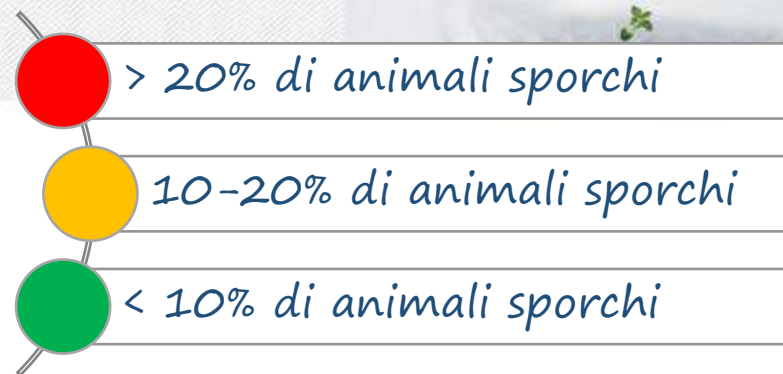 > 20% di animali sporchi
10-20% di animali sporchi
< 10% di animali sporchi